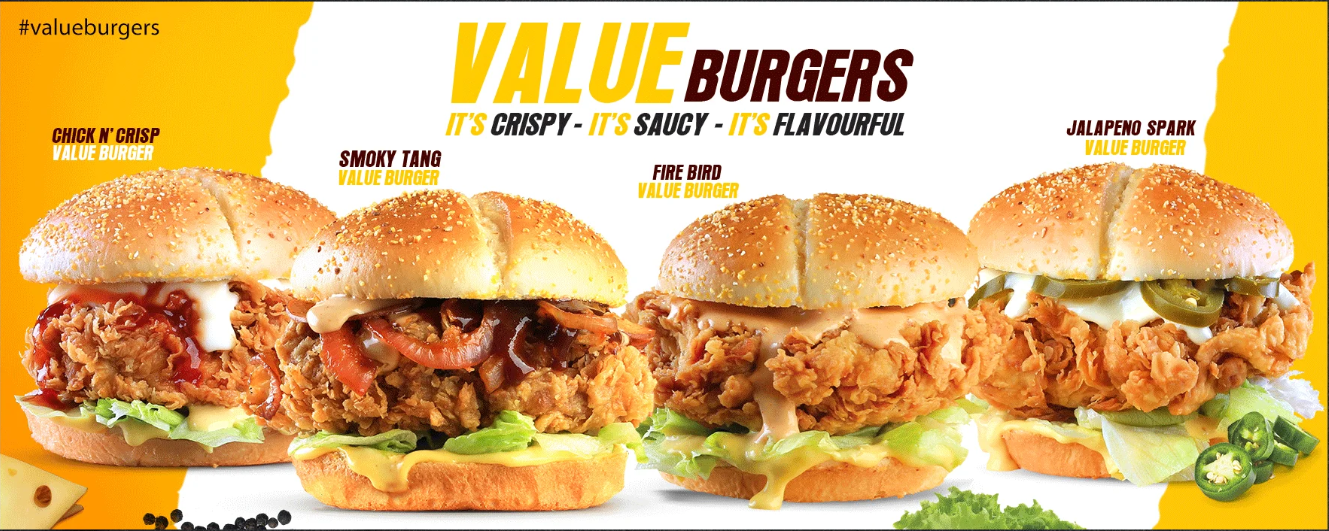 #valueburgers
VALUE BURGERS
IT'S CRISPY - IT'S SAUCY - IT'S FLAVOURFUL
CHICK N' CRISP
VALUE BURGER
SMOKY TANG
VALUE BURGER
FIRE BIRD
VALUE BURGER
JALAPENO SPARK
VALUE BURGER